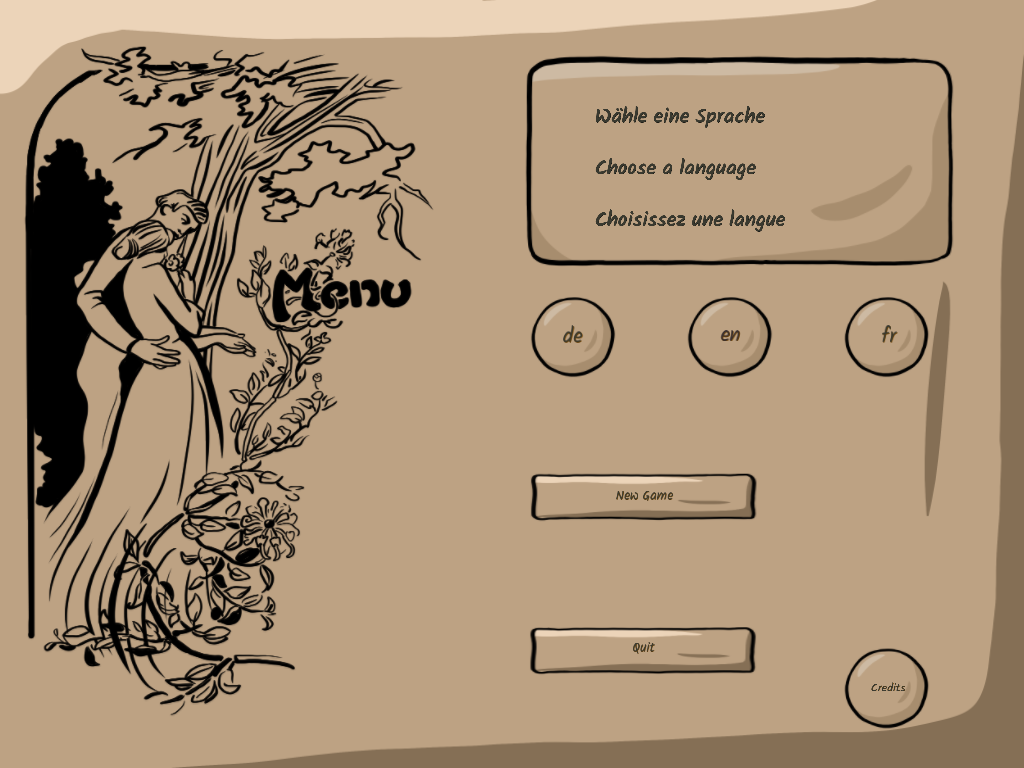 Menu
Wähle eine Sprache
Choose a language
Choisissez une langue
de
en
fr
New Game
Quit
Credits